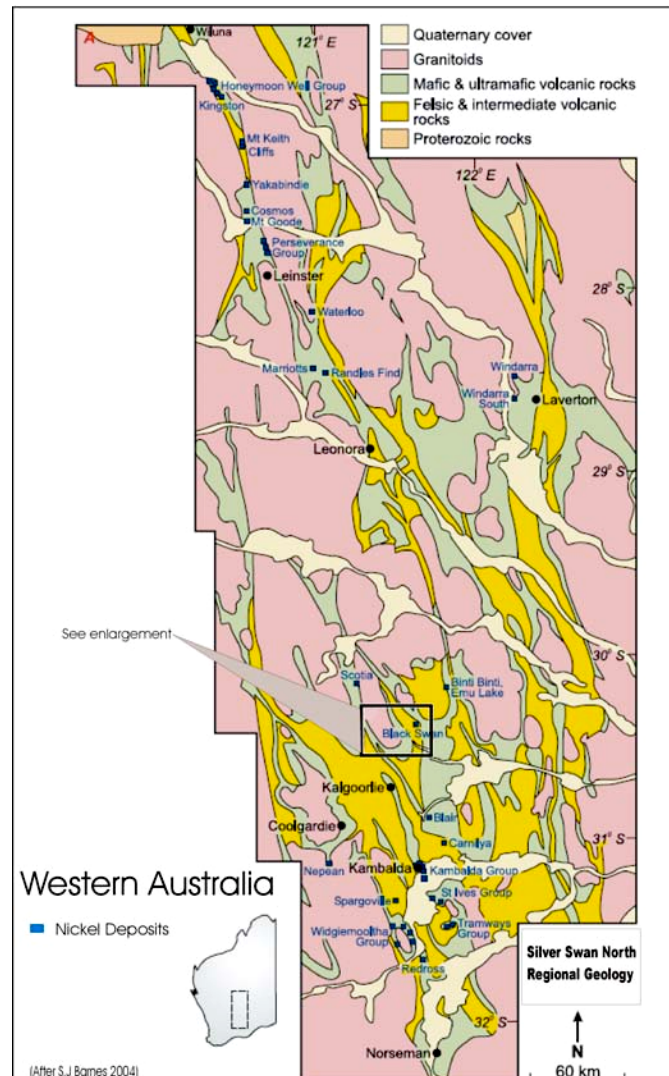 A
Wiluna
121° E
Quaternary cover
Granitoids
Mafic & ultramafic volcanic rocks
Felsic & intermediate volcanic
rocks
Proterozoic rocks
Honeymoon Well Group
27° S
Kingston
Mt Keith
Cliffs
122° E
Yakabindie
Cosmos
Mt Goode
Perseverance
Group
Leinster
28° S
Waterloo
Marriotts
Randles Find
Windarra
Windarra
South
Laverton
Leonora
29° S
See enlargement
30° S
Scotia
Binti Binti,
Emu Lake
Black Swan
Kalgoorlie
Blair
Coolgardie
31° S
Carnilya
Nepean
Kambalda
Kambalda Group
Western Australia
Spargoville
St Ives Group
Nickel Deposits
Widgiemooltha
Group
Tramways
Group
Redross
Silver Swan North
Regional Geology
32° S
Norseman
N
60 km
(After S.J Barnes 2004)